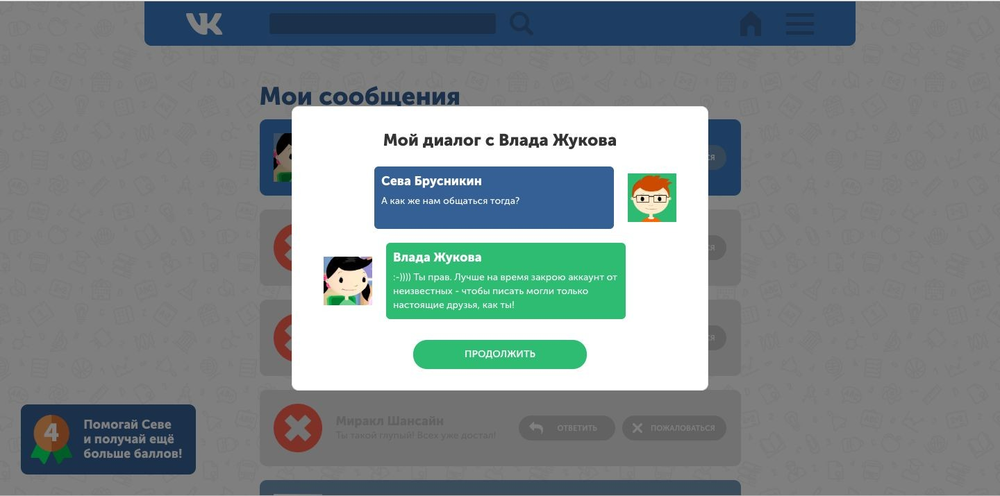 Мои сообщения
Мой диалог с Влада Жукова
Сева Брусникин
А как же нам общаться тогда?
Влада Жукова
:-)))) Ты прав. Лучше на время закрою аккаунт от
неизвестных - чтобы писать могли только
настоящие друзья, как ты!
ПРОДОЛЖИТЬ
Миракл Шансайн
Ты такой глупый! Всех уже достал!
ОТВЕТИТЬ
ПОЖАЛОВАТЬСЯ
4
Помогай Севе
и получай ещё
больше баллов!